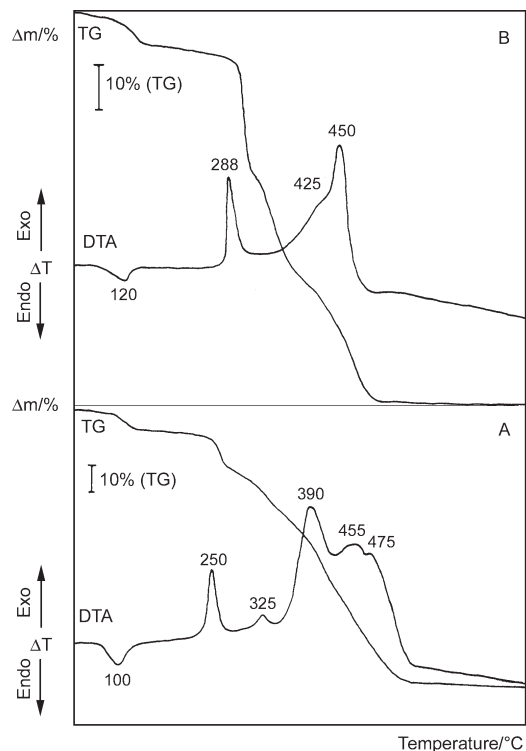 TG
Δm/%
B
10% (TG)
450
288
425
Exo
DTA
ΔT
Endo
120
Δm/%
TG
A
10% (TG)
390
455
475
250
325
Exo
DTA
ΔT
Endo
100
Temperature/°C